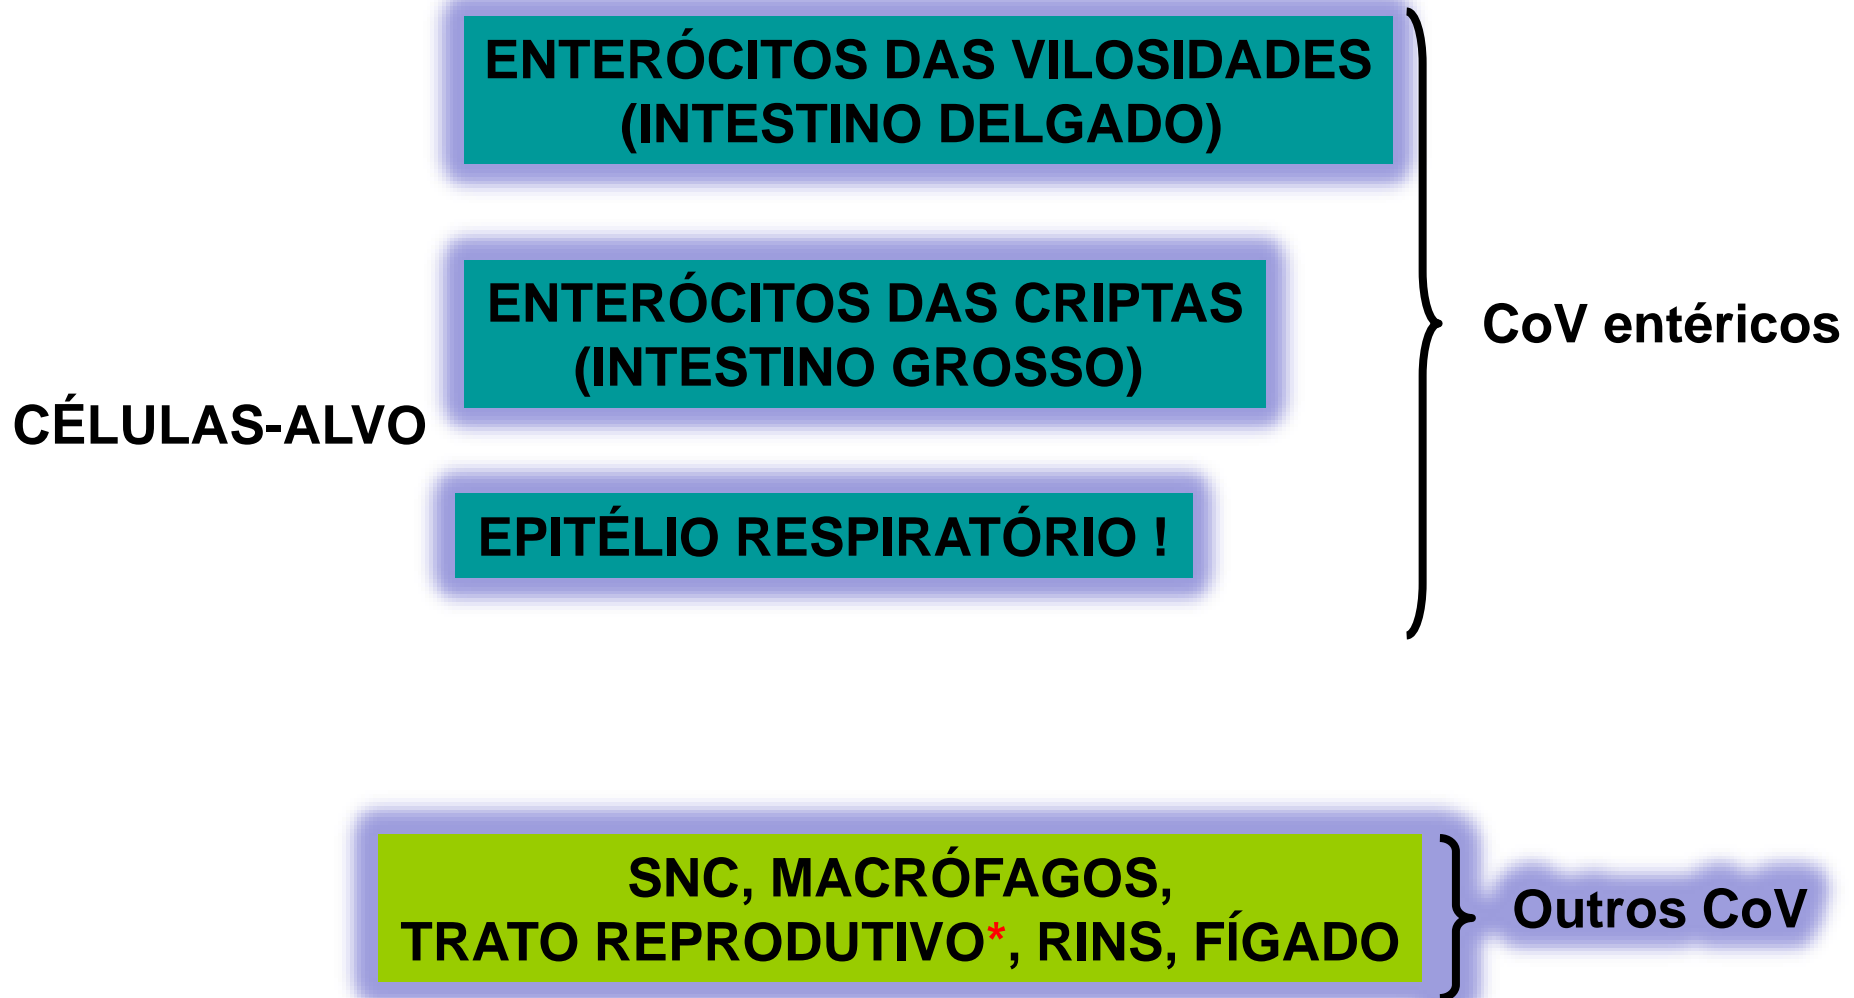 ENTERÓCITOS DAS VILOSIDADES
(INTESTINO DELGADO)
ENTERÓCITOS DAS CRIPTAS
(INTESTINO GROSSO)
CoV entéricos
CÉLULAS-ALVO
EPITÉLIO RESPIRATÓRIO !
SNC, MACRÓFAGOS,
TRATO REPRODUTIVO*, RINS, FÍGADO
Outros CoV